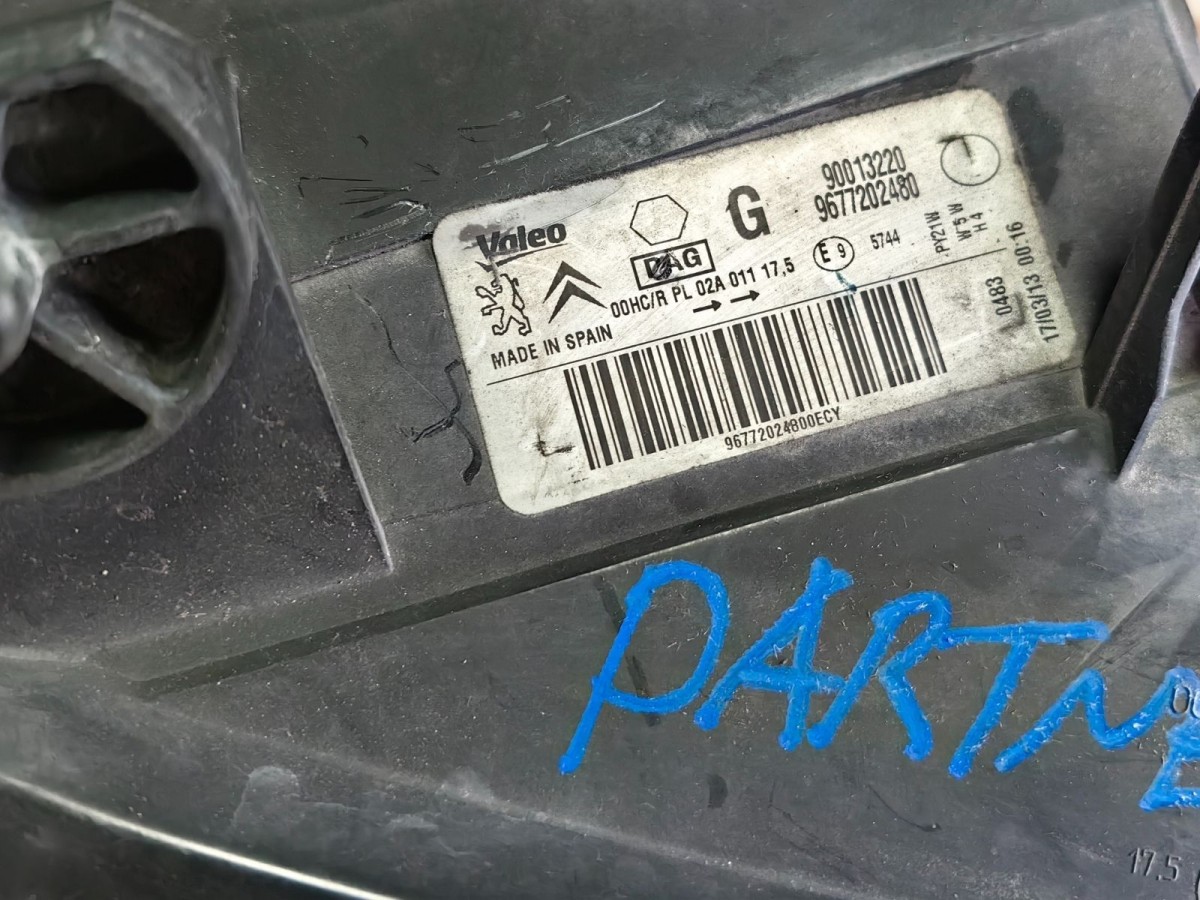 Valeo
G
90013220
9677202480
DAG
00HC/R PL 02A 011 17.5
E 9
5744
PY21W
W5W
H4
MADE IN SPAIN
0483
17/03/13 00:16
L
96772024800ECY
PARTNE
17.5